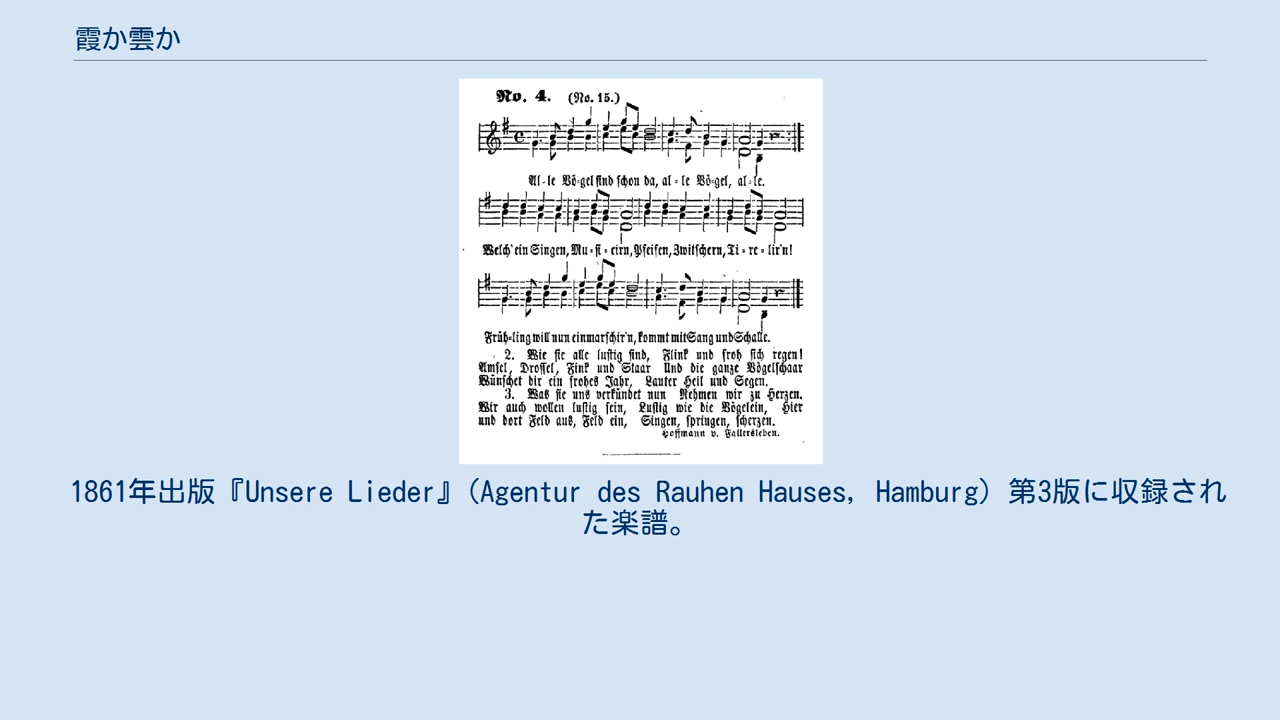 霞か雲か
No. 4. (No. 15.)
Al-le Vö-gel sind schon da, al-le Vö-gel, al-le.
Welch' ein Singen, Mu-si-cirn, Pfeifen, Zwitschern, Ti-re-lir'n!
Früh-ling will nun einmarschir'n, kommt mit Sang und Schalle.
2. Wie sie alle lustig sind, Flink und froh sich regen!
Amsel, Drossel, Fink und Staar Und die ganze Vögelschaar
Wünschet dir ein frohes Jahr, Lauter Heil und Segen.
3. Was sie uns verkündet nun Nehmen wir zu Herzen.
Wir auch wollen lustig sein, Lustig wie die Vögelein, Hier
und dort Feld aus, Feld ein, Singen, springen, scherzen.
Hoffmann v. Fallersleben.
1861年出版『Unsere Lieder』(Agentur des Rauhen Hauses, Hamburg) 第3版に収録され
た楽譜。